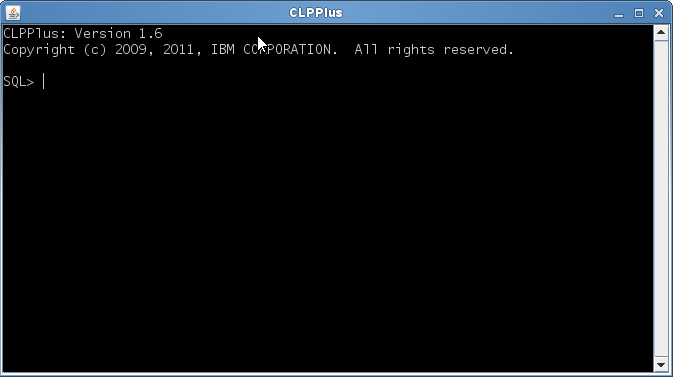 CLPPlus
CLPPlus: Version 1.6
Copyright (c) 2009, 2011, IBM CORPORATION.  All rights reserved.
SQL>